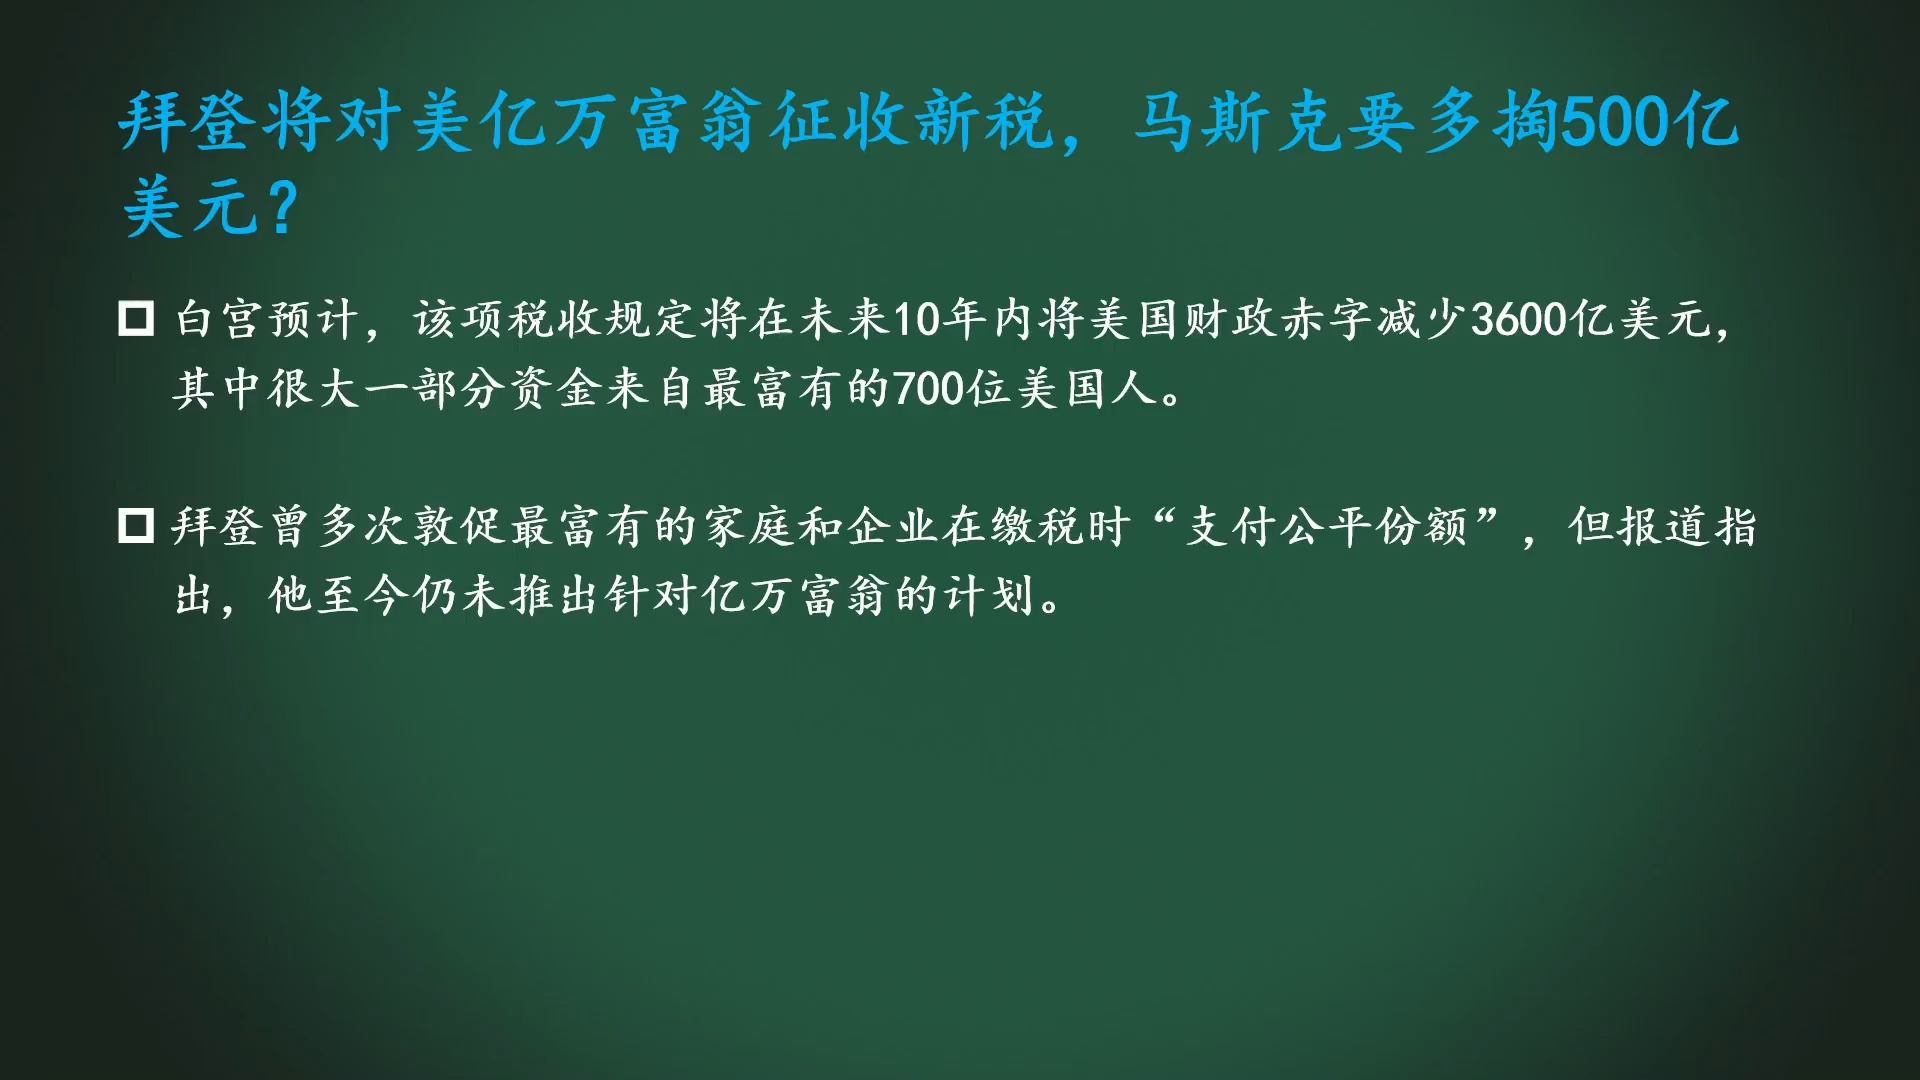 拜登将对美亿万富翁征收新税，马斯克要多掏500亿
美元？
白宫预计，该项税收规定将在未来10年内将美国财政赤字减少3600亿美元，
其中很大一部分资金来自最富有的700位美国人。
拜登曾多次敦促最富有的家庭和企业在缴税时“支付公平份额”，但报道指
出，他至今仍未推出针对亿万富翁的计划。